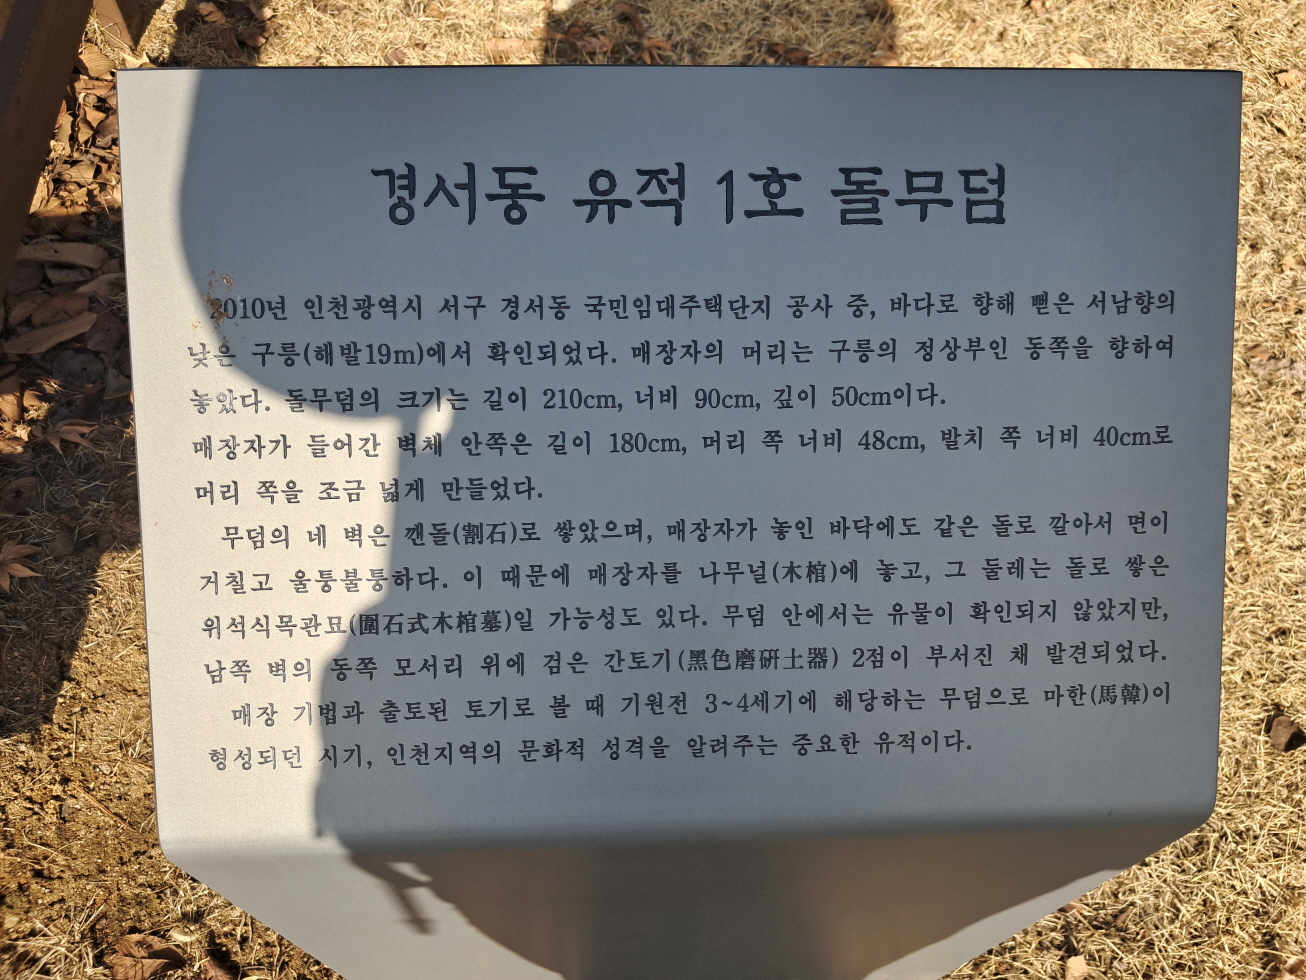 경서동 유적 1호 돌무덤
2010년 인천광역시 서구 경서동 국민임대주택단지 공사 중, 바다로 향해 뻗은 서남향의
낮은 구릉(해발19m)에서 확인되었다. 매장자의 머리는 구릉의 정상부인 동쪽을 향하여
놓았다. 돌무덤의 크기는 길이 210cm, 너비 90cm, 깊이 50cm이다.
매장자가 들어간 벽체 안쪽은 길이 180cm, 머리 쪽 너비 48cm, 발치 쪽 너비 40cm로
머리 쪽을 조금 넓게 만들었다.
무덤의 네 벽은 깬돌(割石)로 쌓았으며, 매장자가 놓인 바닥에도 같은 돌로 깔아서 면이
거칠고 울퉁불퉁하다. 이 때문에 매장자를 나무널(木棺)에 놓고, 그 둘레는 돌로 쌓은
위석식목관묘(圍石式木棺墓)일 가능성도 있다. 무덤 안에서는 유물이 확인되지 않았지만,
남쪽 벽의 동쪽 모서리 위에 검은 간토기(黑色磨硏土器) 2점이 부서진 채 발견되었다.
매장 기법과 출토된 토기로 볼 때 기원전 3~4세기에 해당하는 무덤으로 마한(馬韓)이
형성되던 시기, 인천지역의 문화적 성격을 알려주는 중요한 유적이다.